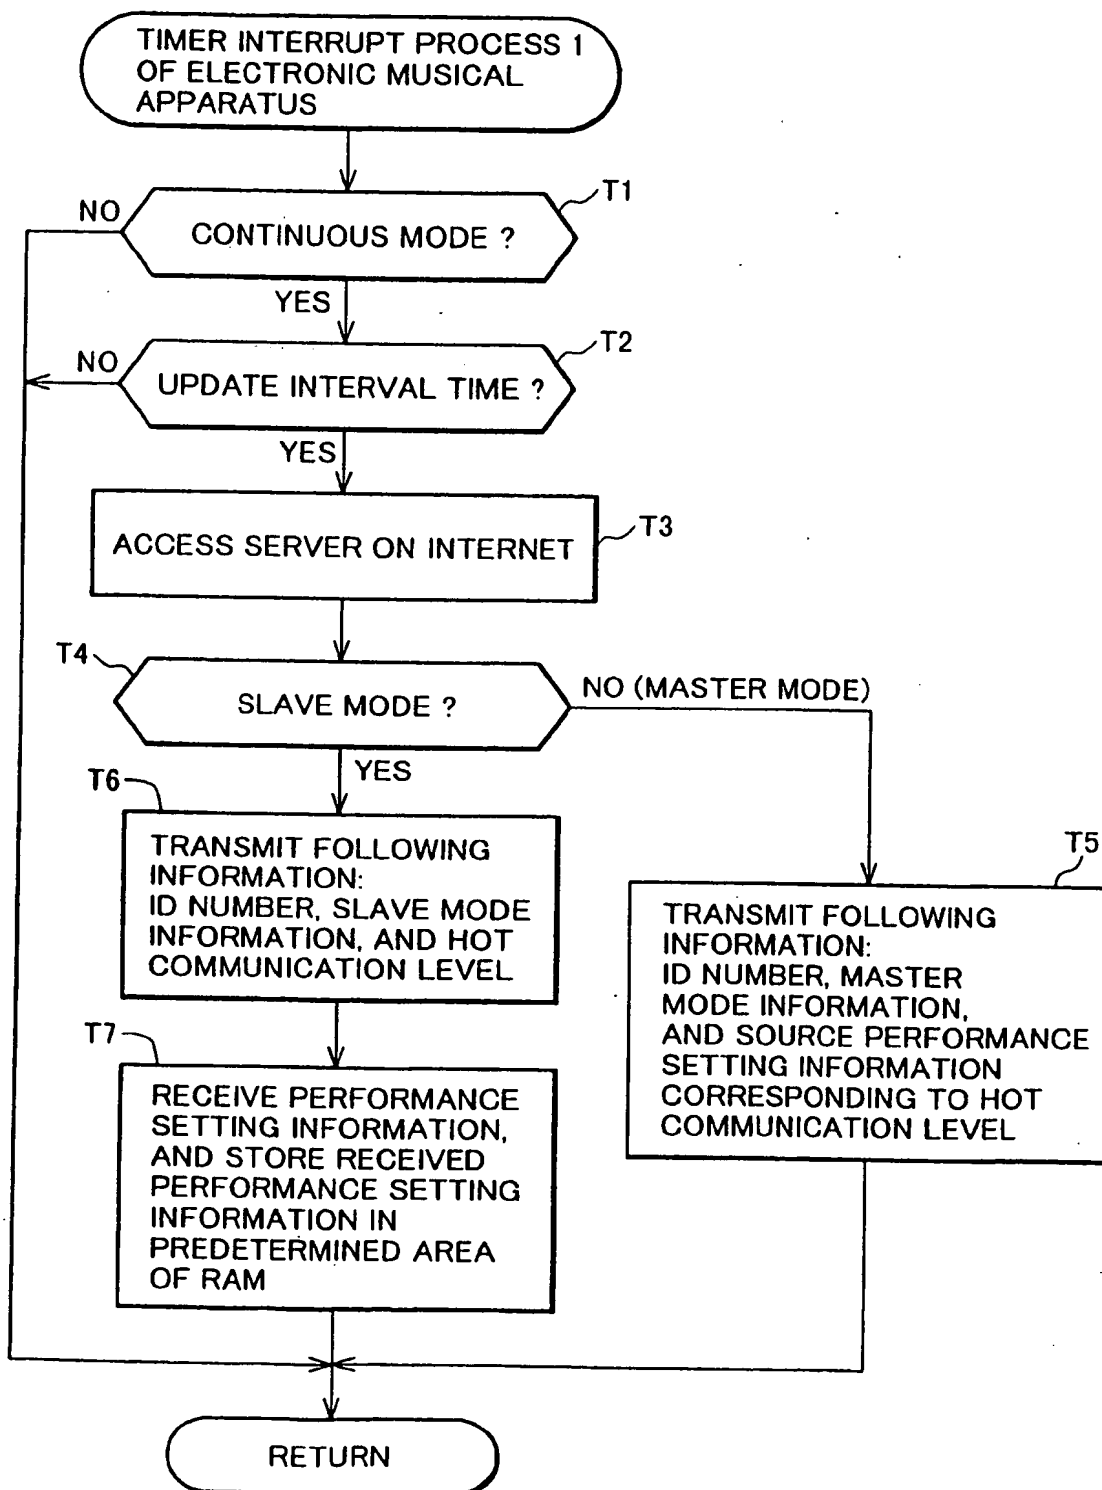 TIMER INTERRUPT PROCESS 1
OF ELECTRONIC MUSICAL
APPARATUS
T1
NO
CONTINUOUS MODE ?
YES
T2
NO
UPDATE INTERVAL TIME ?
YES
T3
ACCESS SERVER ON INTERNET
T4
SLAVE MODE ?
NO (MASTER MODE)
YES
T6
TRANSMIT FOLLOWING
INFORMATION:
ID NUMBER, SLAVE MODE
INFORMATION, AND HOT
COMMUNICATION LEVEL
T5
TRANSMIT FOLLOWING
INFORMATION:
ID NUMBER, MASTER
MODE INFORMATION,
AND SOURCE PERFORMANCE
SETTING INFORMATION
CORRESPONDING TO HOT
COMMUNICATION LEVEL
T7
RECEIVE PERFORMANCE
SETTING INFORMATION,
AND STORE RECEIVED
PERFORMANCE SETTING
INFORMATION IN
PREDETERMINED AREA
OF RAM
RETURN